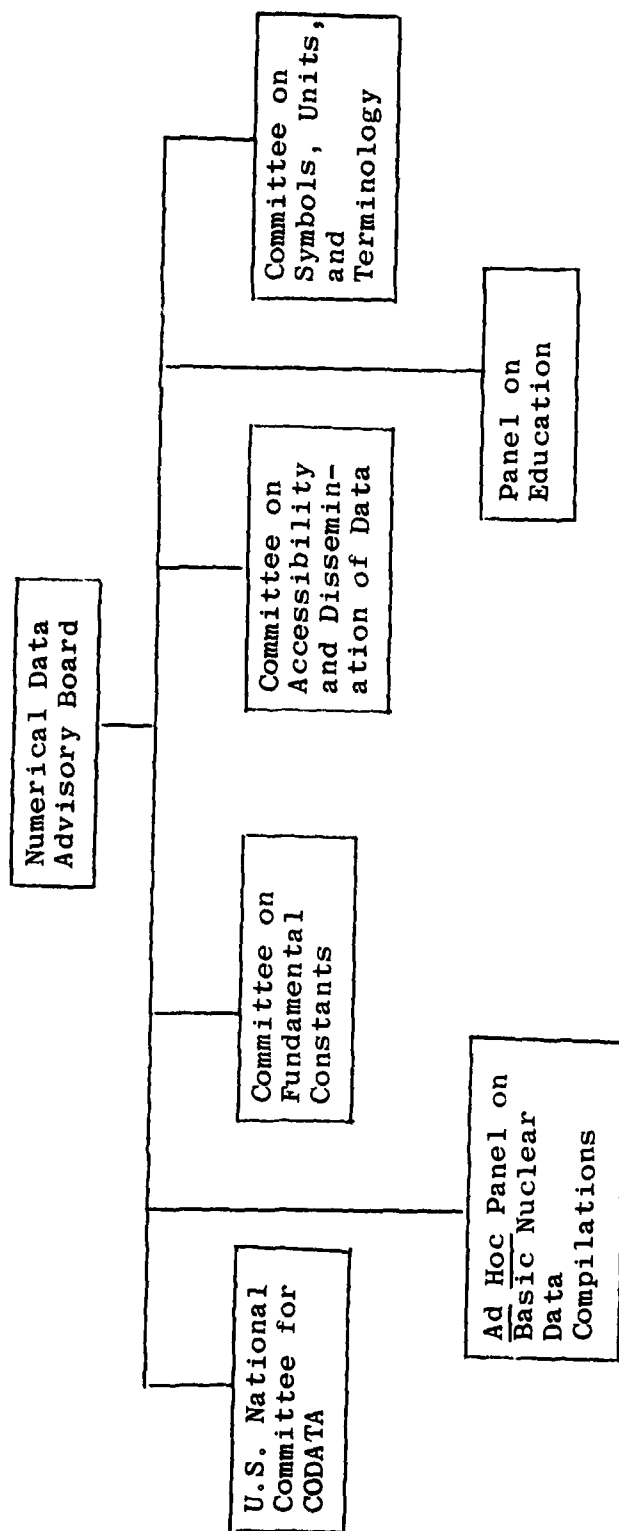 Numerical Data
Advisory Board
U.S. National
Committee for
CODATA
Committee on
Fundamental
Constants
Committee on
Accessibility
and Dissemin-
ation of Data
Committee on
Symbols, Units,
and
Terminology
Ad Hoc Panel on
Basic Nuclear
Data
Compilations
Panel on
Education